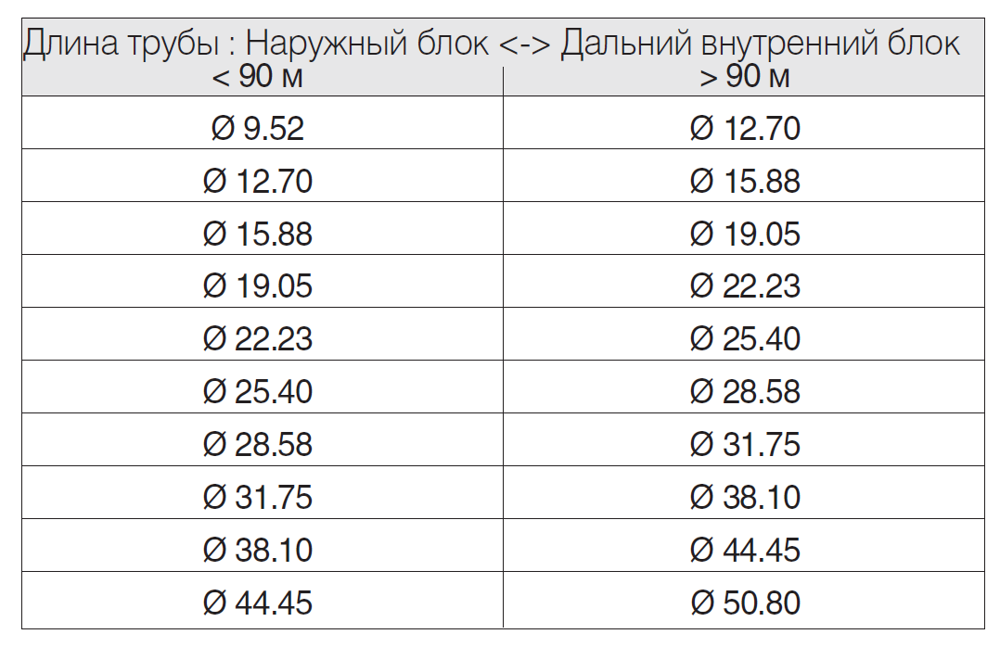 Длина трубы : Наружный блок <-> Дальний внутренний блок
< 90 м > 90 м
Ø 9.52 Ø 12.70
Ø 12.70 Ø 15.88
Ø 15.88 Ø 19.05
Ø 19.05 Ø 22.23
Ø 22.23 Ø 25.40
Ø 25.40 Ø 28.58
Ø 28.58 Ø 31.75
Ø 31.75 Ø 38.10
Ø 38.10 Ø 44.45
Ø 44.45 Ø 50.80